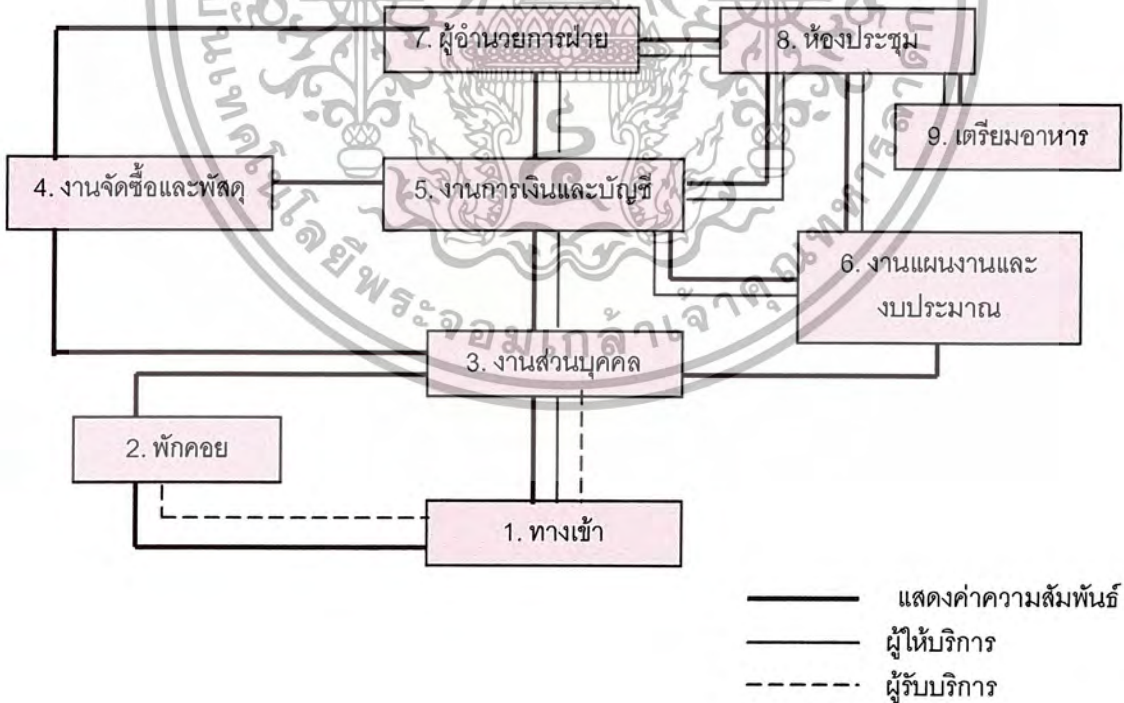 7. ผู้อำนวยการฝ่าย
8. ห้องประชุม
9. เตรียมอาหาร
4. งานจัดซื้อและพัสดุ
5. งานการเงินและบัญชี
6. งานแผนงานและ
งบประมาณ
3. งานส่วนบุคคล
2. พักคอย
1. ทางเข้า
แสดงค่าความสัมพันธ์
ผู้ให้บริการ
ผู้รับบริการ